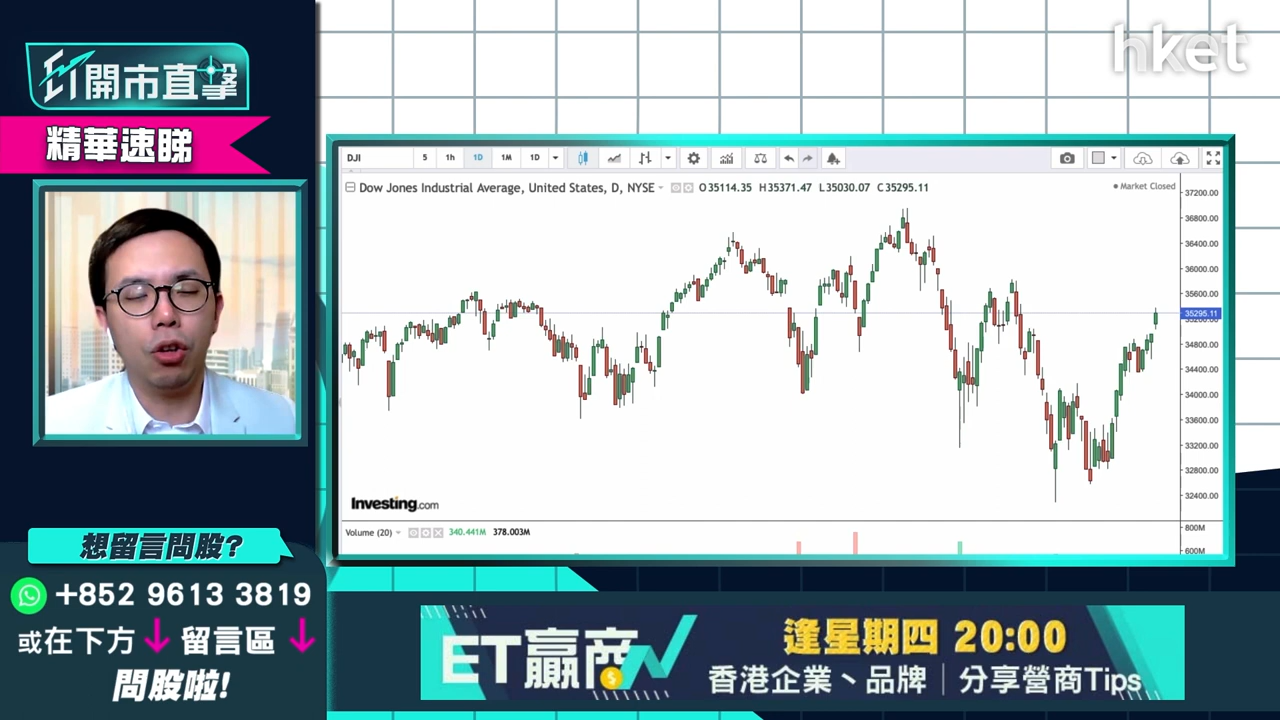 hket
ET開市直擊
精華速睇
DJI 5 1h 1D 1M 1D
Dow Jones Industrial Average, United States, D, NYSE O35114.35 H35371.47 L35030.07 C35295.11
Market Closed
37200.00
36800.00
36400.00
36000.00
35600.00
35295.11
35200.00
34800.00
34400.00
34000.00
33600.00
33200.00
32800.00
32400.00
Investing.com
Volume (20) 340.441M 378.003M
800M
600M
想留言問股?
+852 9613 3819
或在下方↓留言區↓
問股啦!
ET贏商
逢星期四 20:00
香港企業、品牌｜分享營商Tips